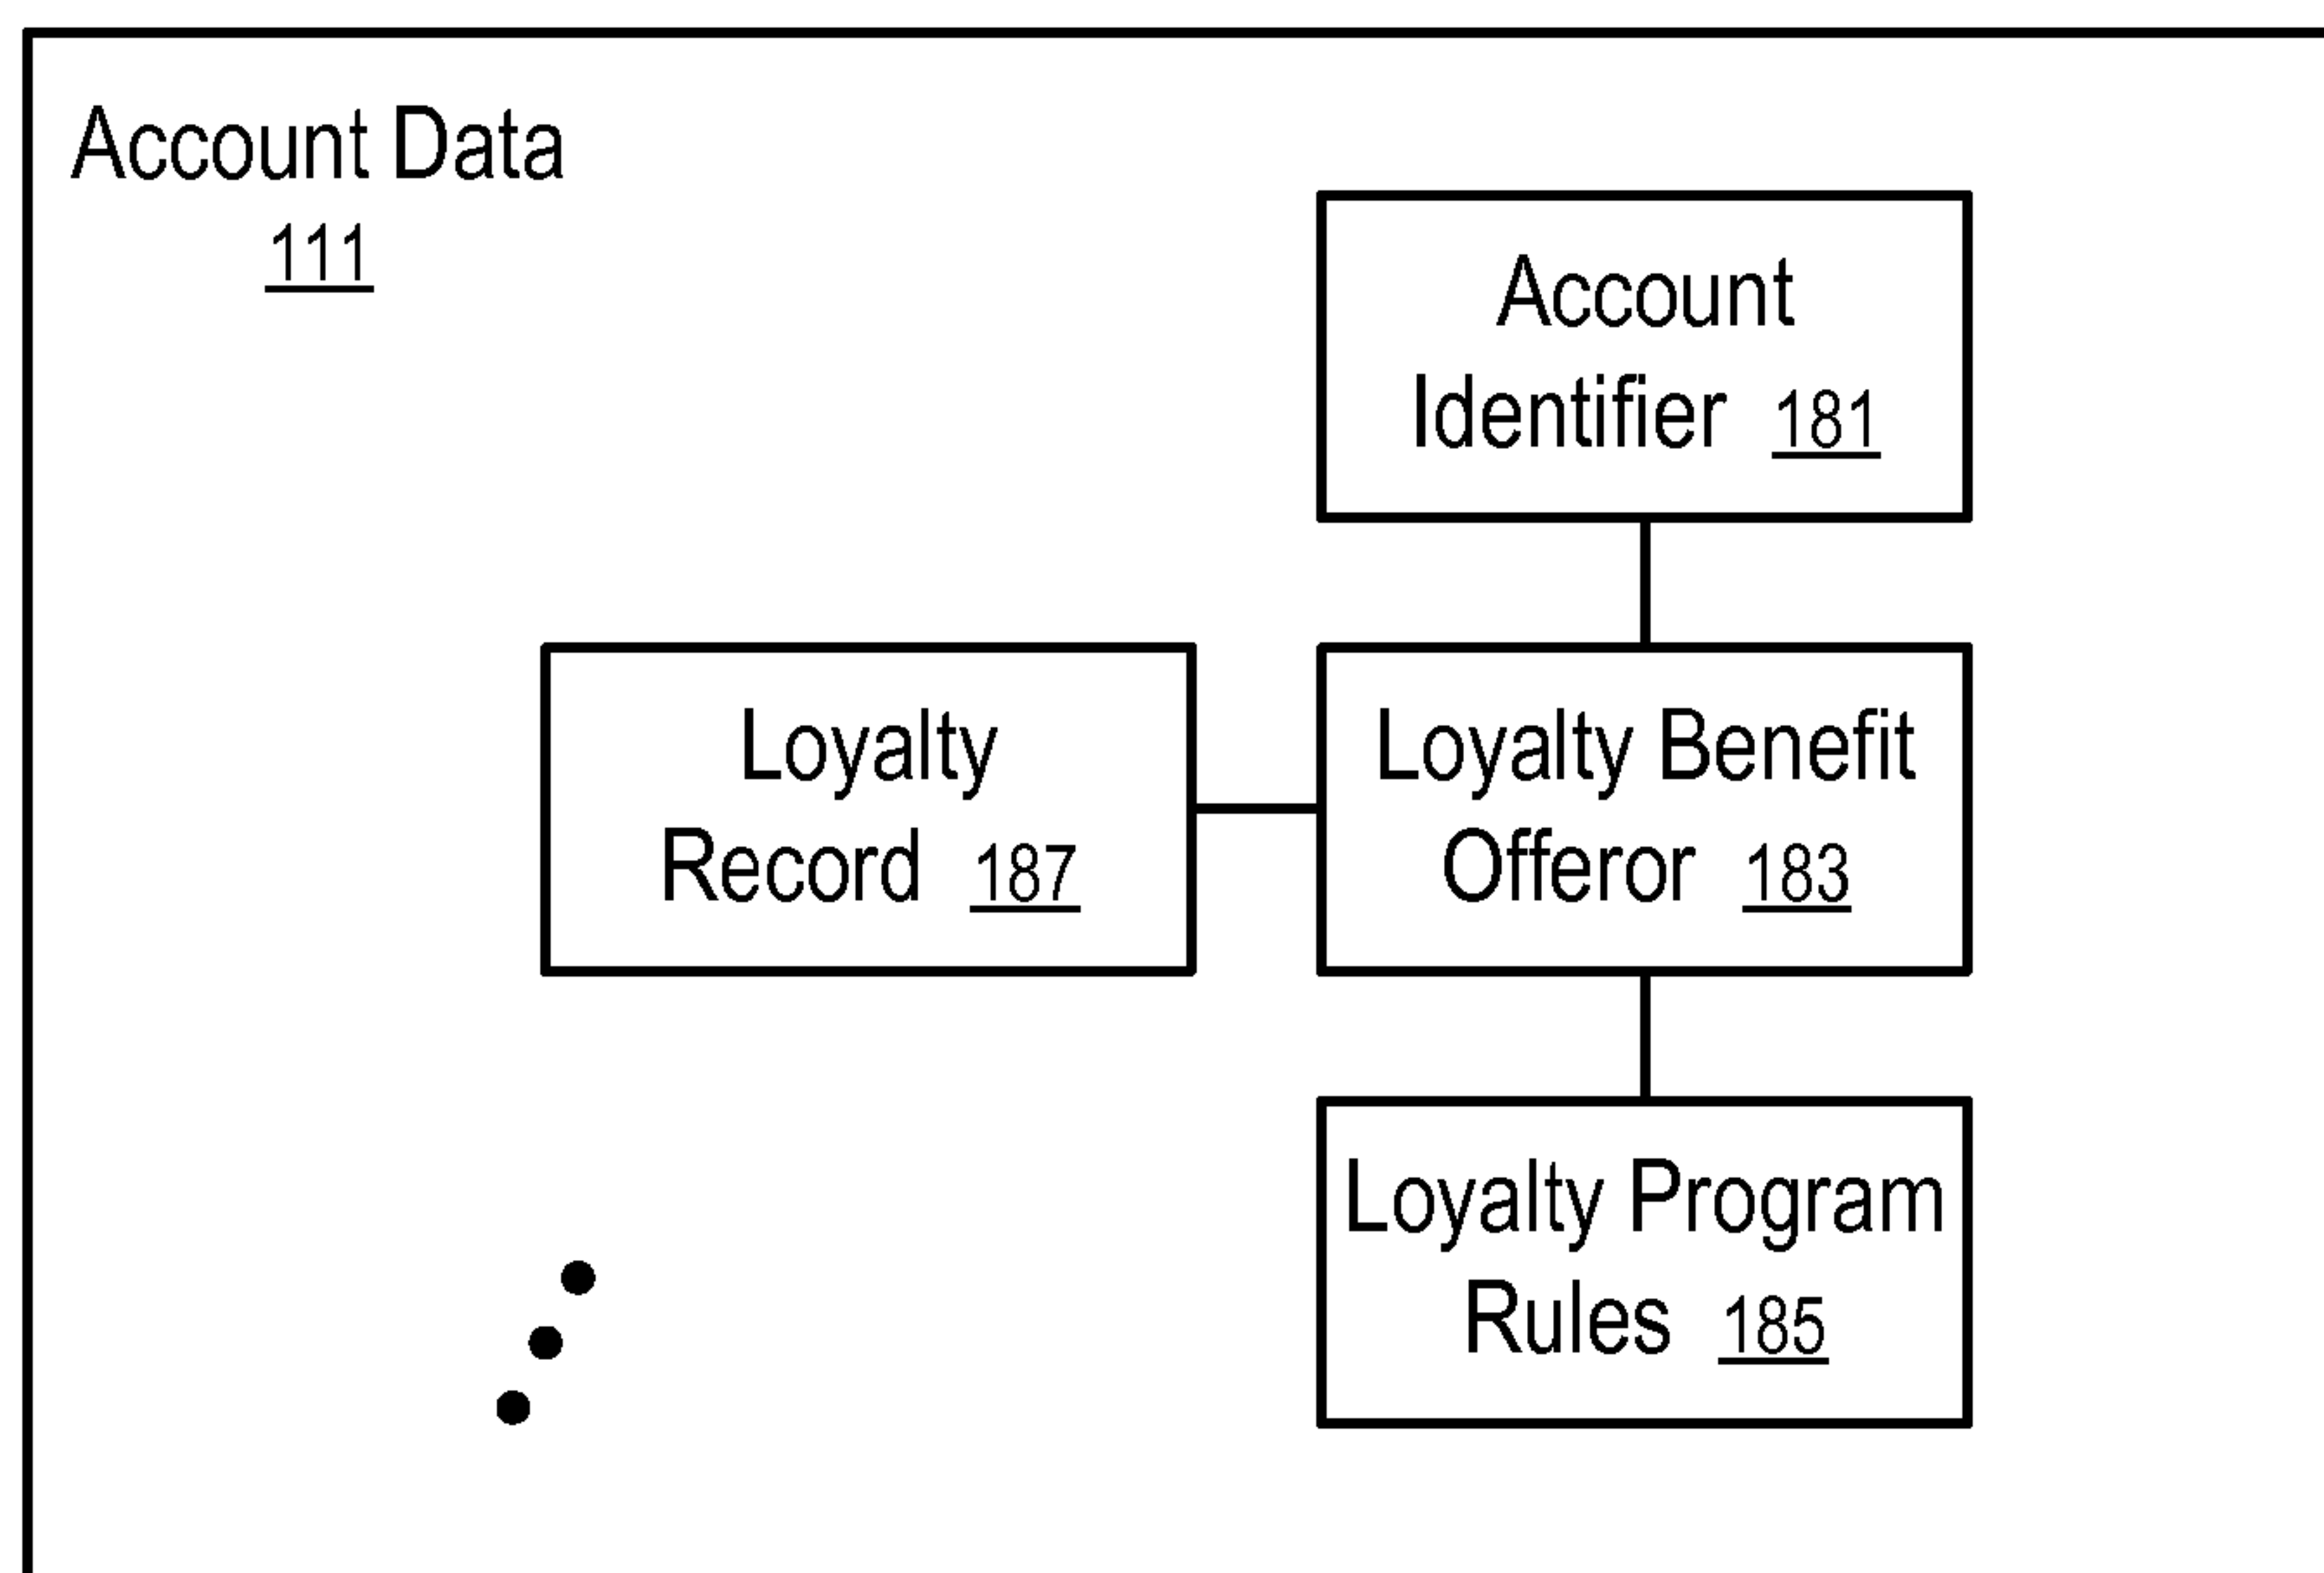 Account Data
111
Account
Identifier 181
Loyalty
Record 187
Loyalty Benefit
Offeror 183
Loyalty Program
Rules 185